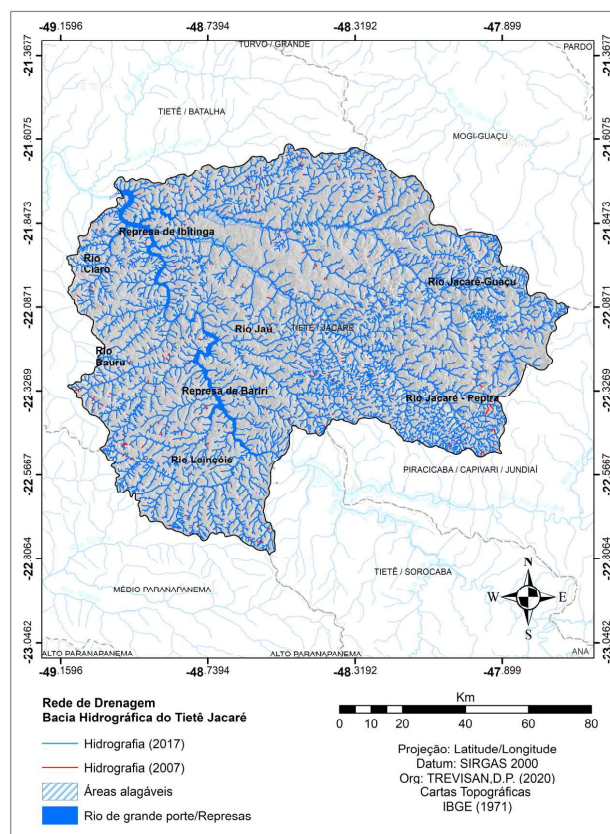 -49.1596 -48.7394 -48.3192 -47.899
-21.3677 -21.3677
TURVO / GRANDE
PARDO
TIETÊ / BATALHA
-21.6075 -21.6075
MOGI-GUAÇU
-21.8473 -21.8473
Represa de Ibitinga
Rio
Claro
Rio Jacaré-Guaçu
-22.0871 -22.0871
Rio Jaú
TIETÊ / JACARÉ
Rio
Bauru
-22.3269 -22.3269
Represa de Bariri
Rio Jacaré - Pepira
Rio Lençóis
PIRACICABA / CAPIVARI / JUNDIAÍ
-22.5667 -22.5667
-22.8064 -22.8064
TIETÊ / SOROCABA
MÉDIO PARANAPANEMA
N
W E
S
-23.0462 -23.0462
ALTO PARANAPANEMA ALTO PARANAPANEMA
-49.1596 -48.7394 -48.3192 -47.899
Rede de Drenagem
Bacia Hidrográfica do Tietê Jacaré
Hidrografia (2017)
Hidrografia (2007)
Áreas alagáveis
Rio de grande porte/Represas
Km
0 5 10 20 40 60 80
Projeção: Latitude/Longitude
Datum: SIRGAS 2000
Org: TREVISAN,D.P. (2020)
Cartas Topográficas
IBGE (1971)